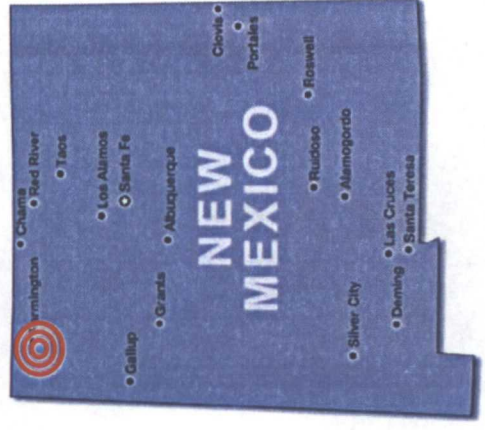 Chama
Red River
Farmington
Taos
Los Alamos
Santa Fe
Albuquerque
Grants
Gallup
Clovis
Portales
NEW
MEXICO
Roswell
Ruidoso
Alamogordo
Silver City
Las Cruces
Deming
Santa Teresa